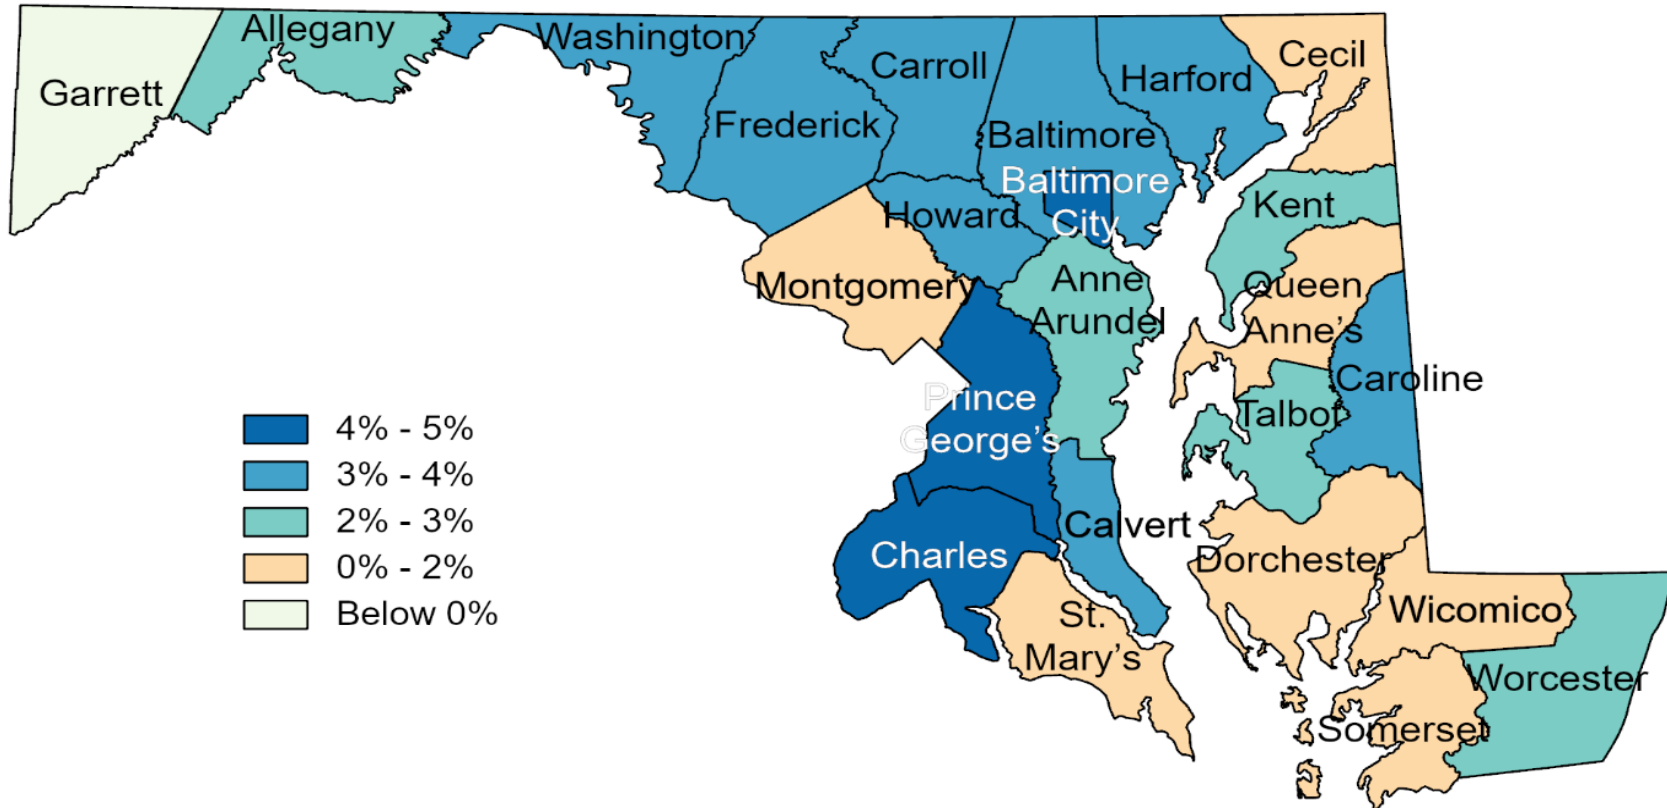 Allegany
Washington
Garrett
Frederick
Carroll
Harford
Cecil
Baltimore
Baltimore
City
Howard
Kent
Montgomery
Anne
Arundel
Queen
Anne’s
Caroline
Talbot
Prince
George’s
Charles
Calvert
Dorchester
St.
Mary’s
Wicomico
Worcester
Somerset
4% - 5%
3% - 4%
2% - 3%
0% - 2%
Below 0%